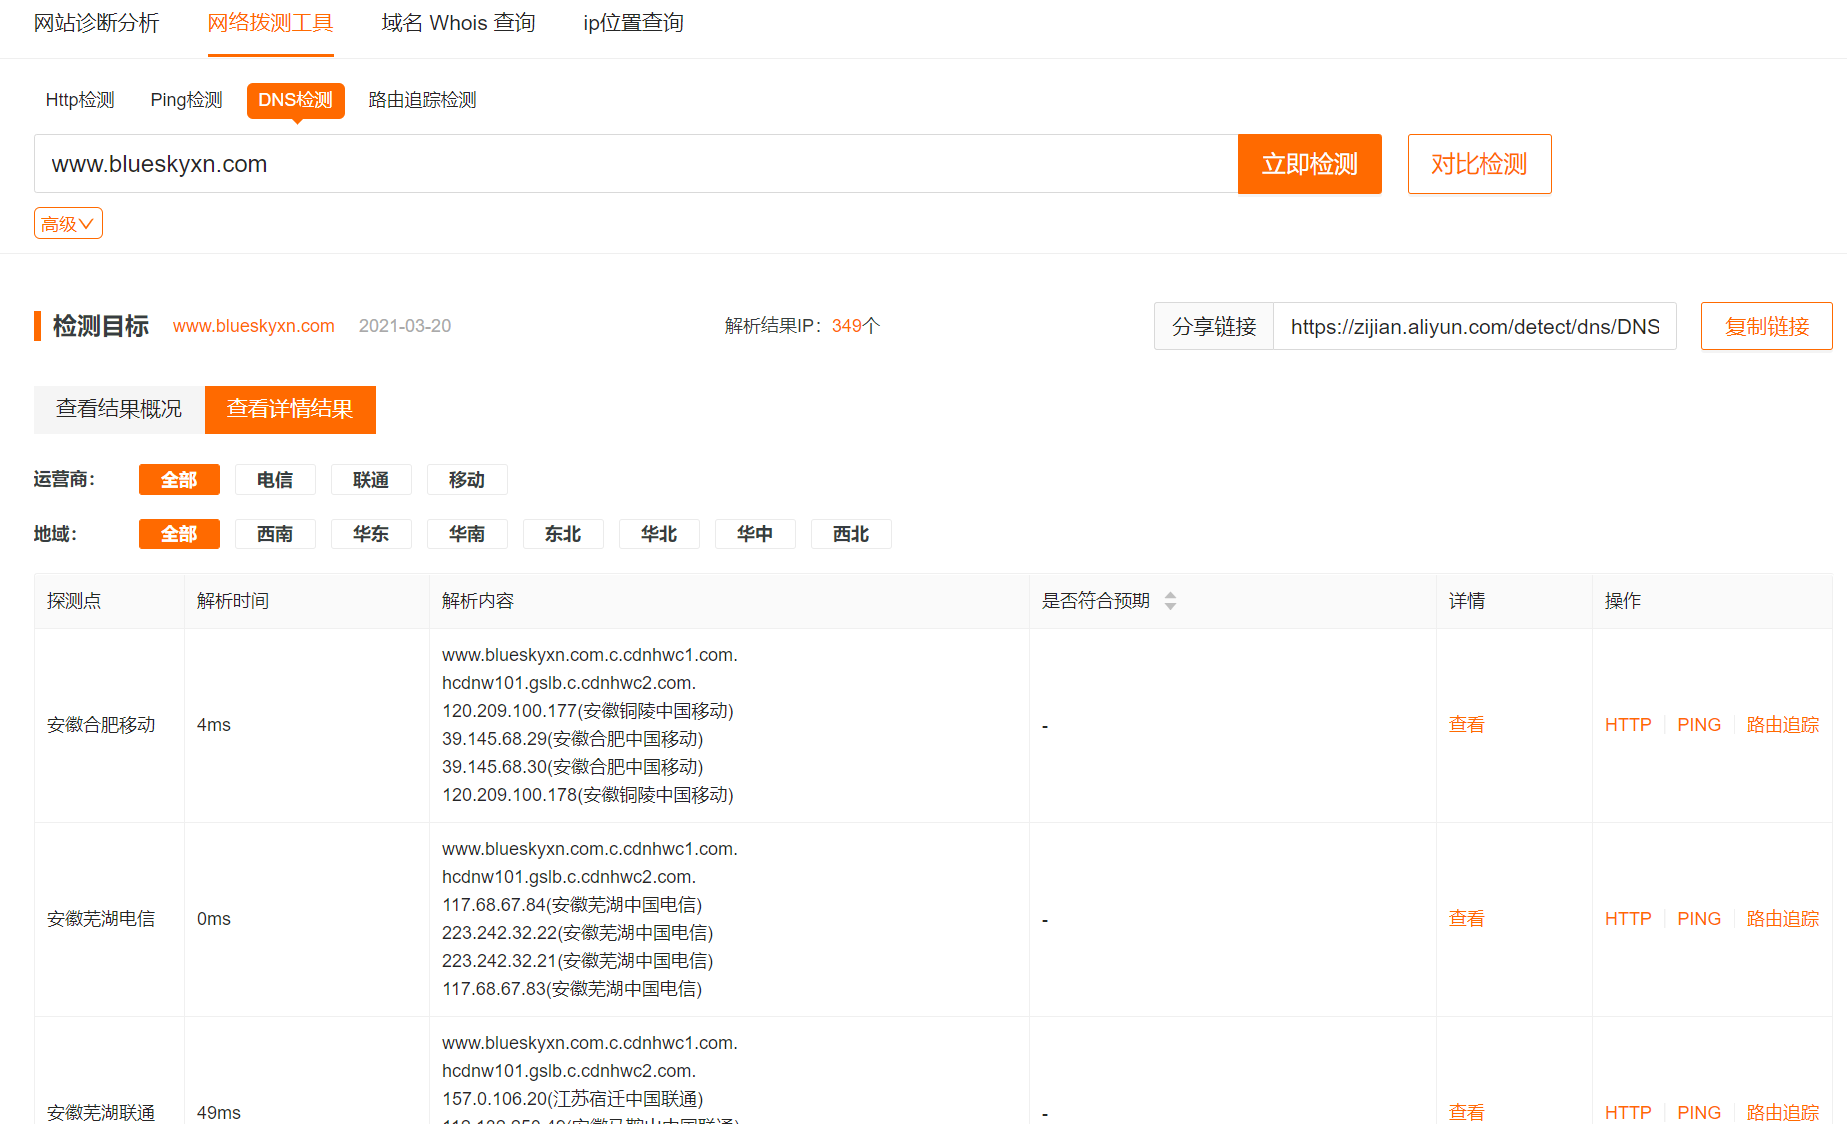 网站诊断分析 网络拨测工具 域名 Whois 查询 ip位置查询
Http检测 Ping检测 DNS检测 路由追踪检测
www.blueskyxn.com 立即检测 对比检测
高级
检测目标 www.blueskyxn.com 2021-03-20 解析结果IP：349个 分享链接 https://zijian.aliyun.com/detect/dns/DNS 复制链接
查看结果概况 查看详情结果
运营商： 全部 电信 联通 移动
地域： 全部 西南 华东 华南 东北 华北 华中 西北
探测点 解析时间 解析内容 是否符合预期 详情 操作
www.blueskyxn.com.c.cdnhwc1.com.
hcdnw101.gslb.c.cdnhwc2.com.
120.209.100.177(安徽铜陵中国移动)
安徽合肥移动 4ms - 查看 HTTP PING 路由追踪
39.145.68.29(安徽合肥中国移动)
39.145.68.30(安徽合肥中国移动)
120.209.100.178(安徽铜陵中国移动)
www.blueskyxn.com.c.cdnhwc1.com.
hcdnw101.gslb.c.cdnhwc2.com.
117.68.67.84(安徽芜湖中国电信)
安徽芜湖电信 0ms - 查看 HTTP PING 路由追踪
223.242.32.22(安徽芜湖中国电信)
223.242.32.21(安徽芜湖中国电信)
117.68.67.83(安徽芜湖中国电信)
www.blueskyxn.com.c.cdnhwc1.com.
hcdnw101.gslb.c.cdnhwc2.com.
157.0.106.20(江苏宿迁中国联通)
安徽芜湖联通 49ms - 查看 HTTP PING 路由追踪